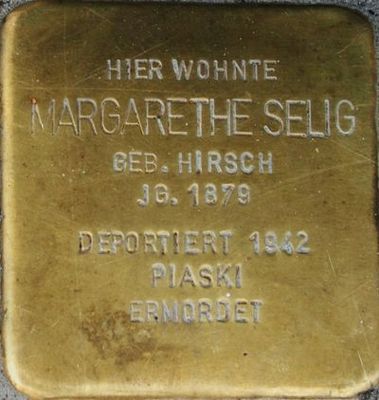 HIER WOHNTE
MARGARETHE SELIG
GEB. HIRSCH
JG. 1879
DEPORTIERT 1942
PIASKI
ERMORDET